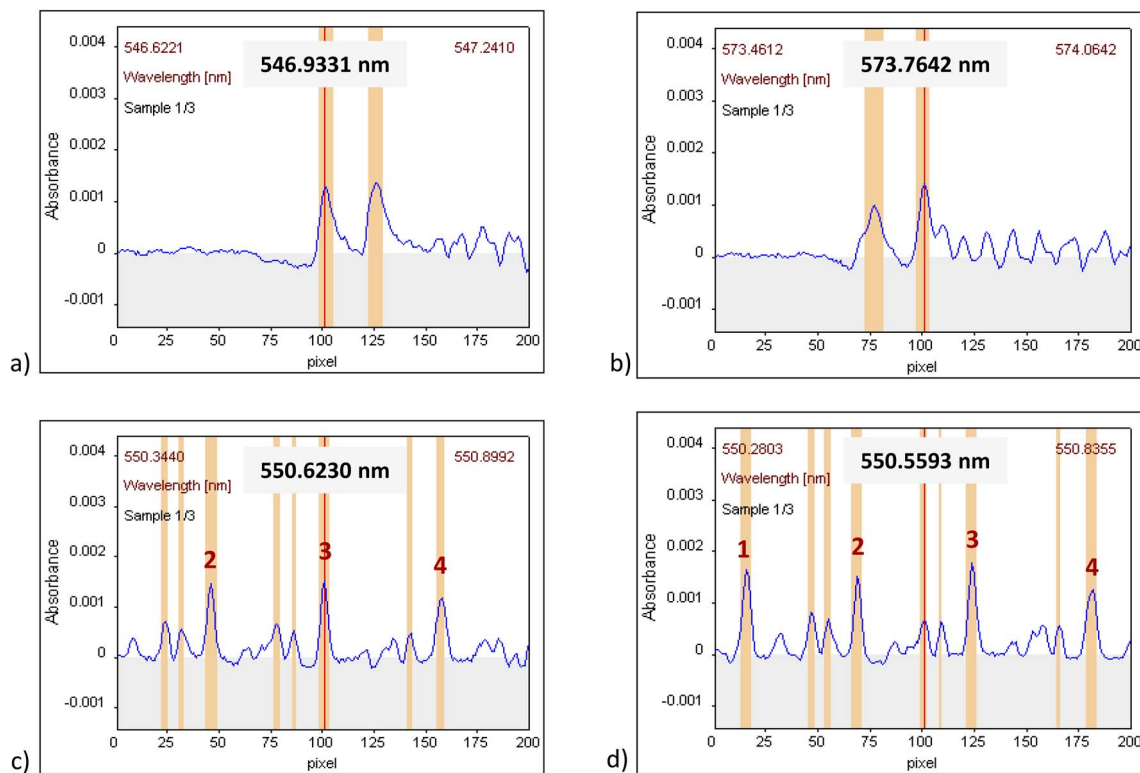 0.004
0.003
0.002
0.001
0
-0.001
Absorbance
546.6221
546.9331 nm
547.2410
Wavelength [nm]
Sample 1/3
0 25 50 75 100 125 150 175 200
pixel
a)
0.004
0.003
0.002
0.001
0
-0.001
Absorbance
573.4612
573.7642 nm
574.0642
Wavelength [nm]
Sample 1/3
0 25 50 75 100 125 150 175 200
pixel
b)
0.004
0.003
0.002
0.001
0
-0.001
Absorbance
550.3440
550.6230 nm
550.8992
Wavelength [nm]
Sample 1/3
2 3 4
0 25 50 75 100 125 150 175 200
pixel
c)
0.004
0.003
0.002
0.001
0
-0.001
Absorbance
550.2803
550.5593 nm
550.8355
Wavelength [nm]
Sample 1/3
1 2 3 4
0 25 50 75 100 125 150 175 200
pixel
d)